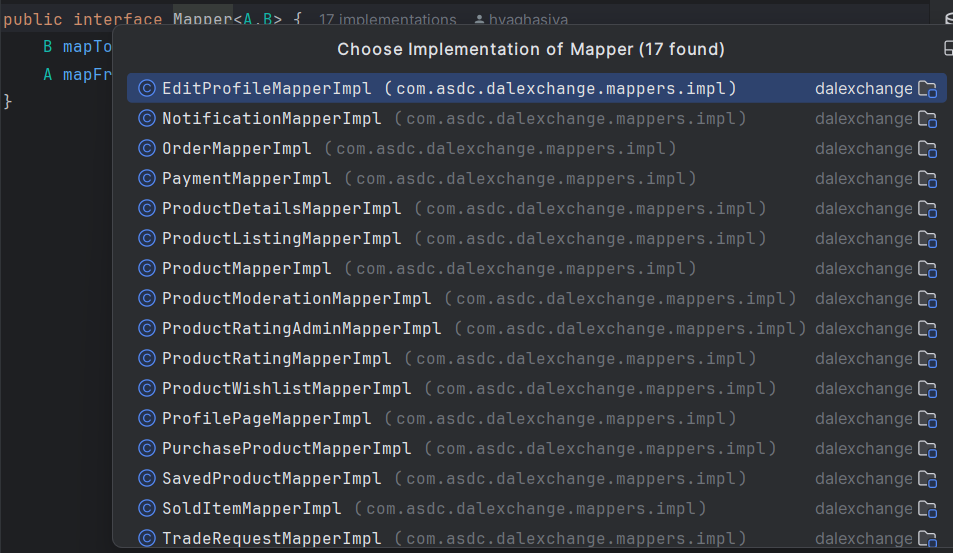 public interface Mapper<A,B> { 17 implementations hvaghasiya
Choose Implementation of Mapper (17 found)
B mapTo
A mapFr
}
EditProfileMapperImpl (com.asdc.dalexchange.mappers.impl) dalexchange
NotificationMapperImpl (com.asdc.dalexchange.mappers.impl) dalexchange
OrderMapperImpl (com.asdc.dalexchange.mappers.impl) dalexchange
PaymentMapperImpl (com.asdc.dalexchange.mappers.impl) dalexchange
ProductDetailsMapperImpl (com.asdc.dalexchange.mappers.impl) dalexchange
ProductListingMapperImpl (com.asdc.dalexchange.mappers.impl) dalexchange
ProductMapperImpl (com.asdc.dalexchange.mappers.impl) dalexchange
ProductModerationMapperImpl (com.asdc.dalexchange.mappers.impl) dalexchange
ProductRatingAdminMapperImpl (com.asdc.dalexchange.mappers.impl) dalexchange
ProductRatingMapperImpl (com.asdc.dalexchange.mappers.impl) dalexchange
ProductWishlistMapperImpl (com.asdc.dalexchange.mappers.impl) dalexchange
ProfilePageMapperImpl (com.asdc.dalexchange.mappers.impl) dalexchange
PurchaseProductMapperImpl (com.asdc.dalexchange.mappers.impl) dalexchange
SavedProductMapperImpl (com.asdc.dalexchange.mappers.impl) dalexchange
SoldItemMapperImpl (com.asdc.dalexchange.mappers.impl) dalexchange
TradeRequestMapperImpl (com.asdc.dalexchange.mappers.impl) dalexchange